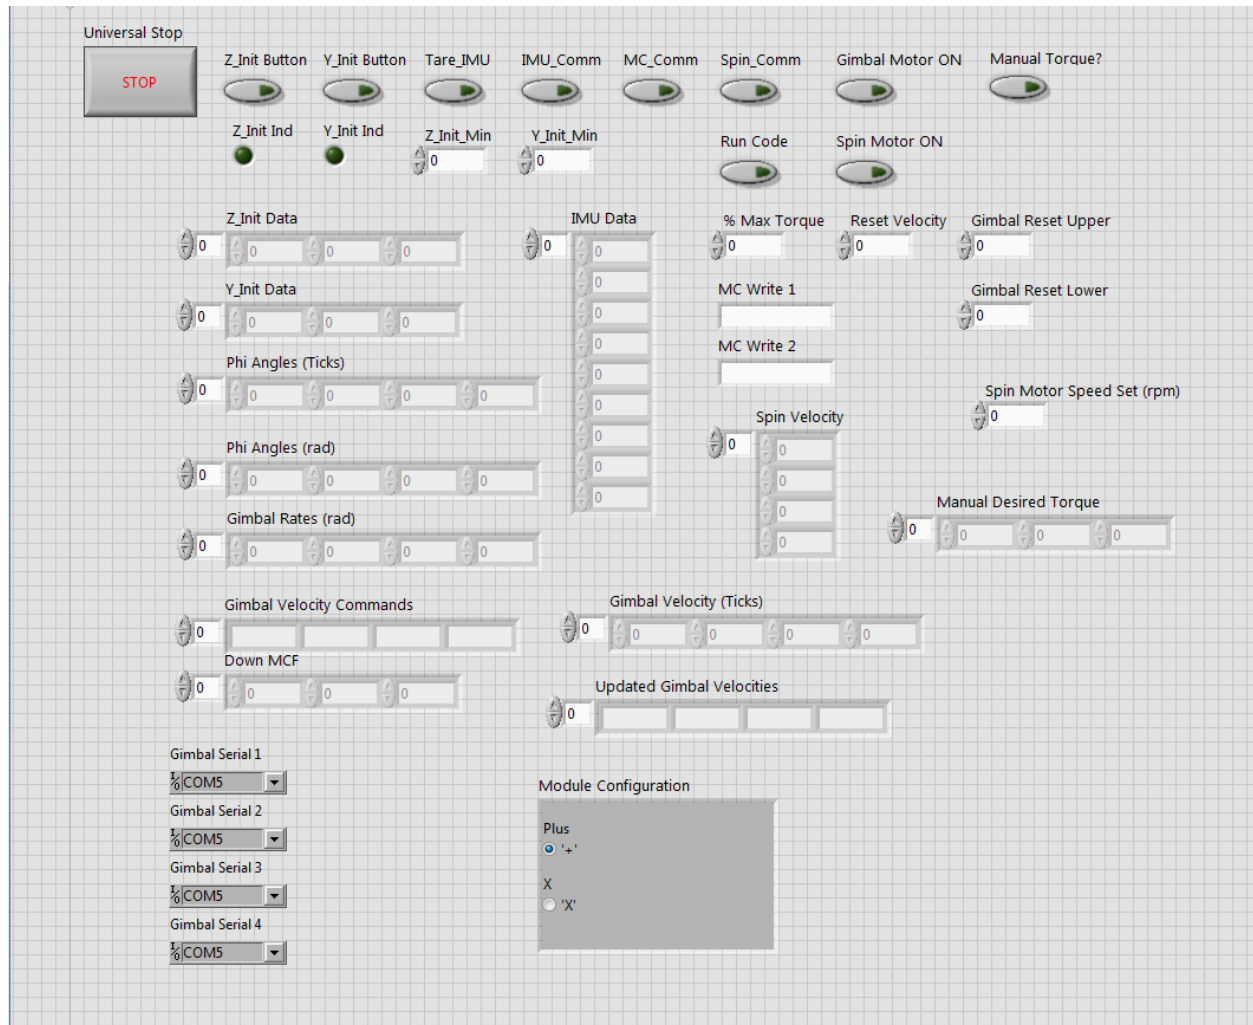 Universal Stop
STOP
Z_Init Button Y_Init Button Tare_IMU IMU_Comm MC_Comm Spin_Comm Gimbal Motor ON Manual Torque?
Z_Init Ind Y_Init Ind Z_Init_Min Y_Init_Min Run Code Spin Motor ON
0 0
Z_Init Data IMU Data % Max Torque Reset Velocity Gimbal Reset Upper
0 0 0 0 0 0 0 0 0
0
Y_Init Data MC Write 1 Gimbal Reset Lower
0 0 0 0 0 0
0
MC Write 2
Phi Angles (Ticks)
0
0 0 0 0 0 Spin Motor Speed Set (rpm)
0 Spin Velocity 0
0
Phi Angles (rad) 0 0
0 0 0 0 0 0 0
0
Gimbal Rates (rad) Manual Desired Torque
0 0 0 0 0 0 0 0 0 0
0
Gimbal Velocity Commands Gimbal Velocity (Ticks)
0 0 0 0 0 0
Down MCF
0 0 0 0 Updated Gimbal Velocities
0
Gimbal Serial 1
COM5
Gimbal Serial 2
COM5
Gimbal Serial 3
COM5
Gimbal Serial 4
COM5
Module Configuration
Plus
'+'
X
'X'